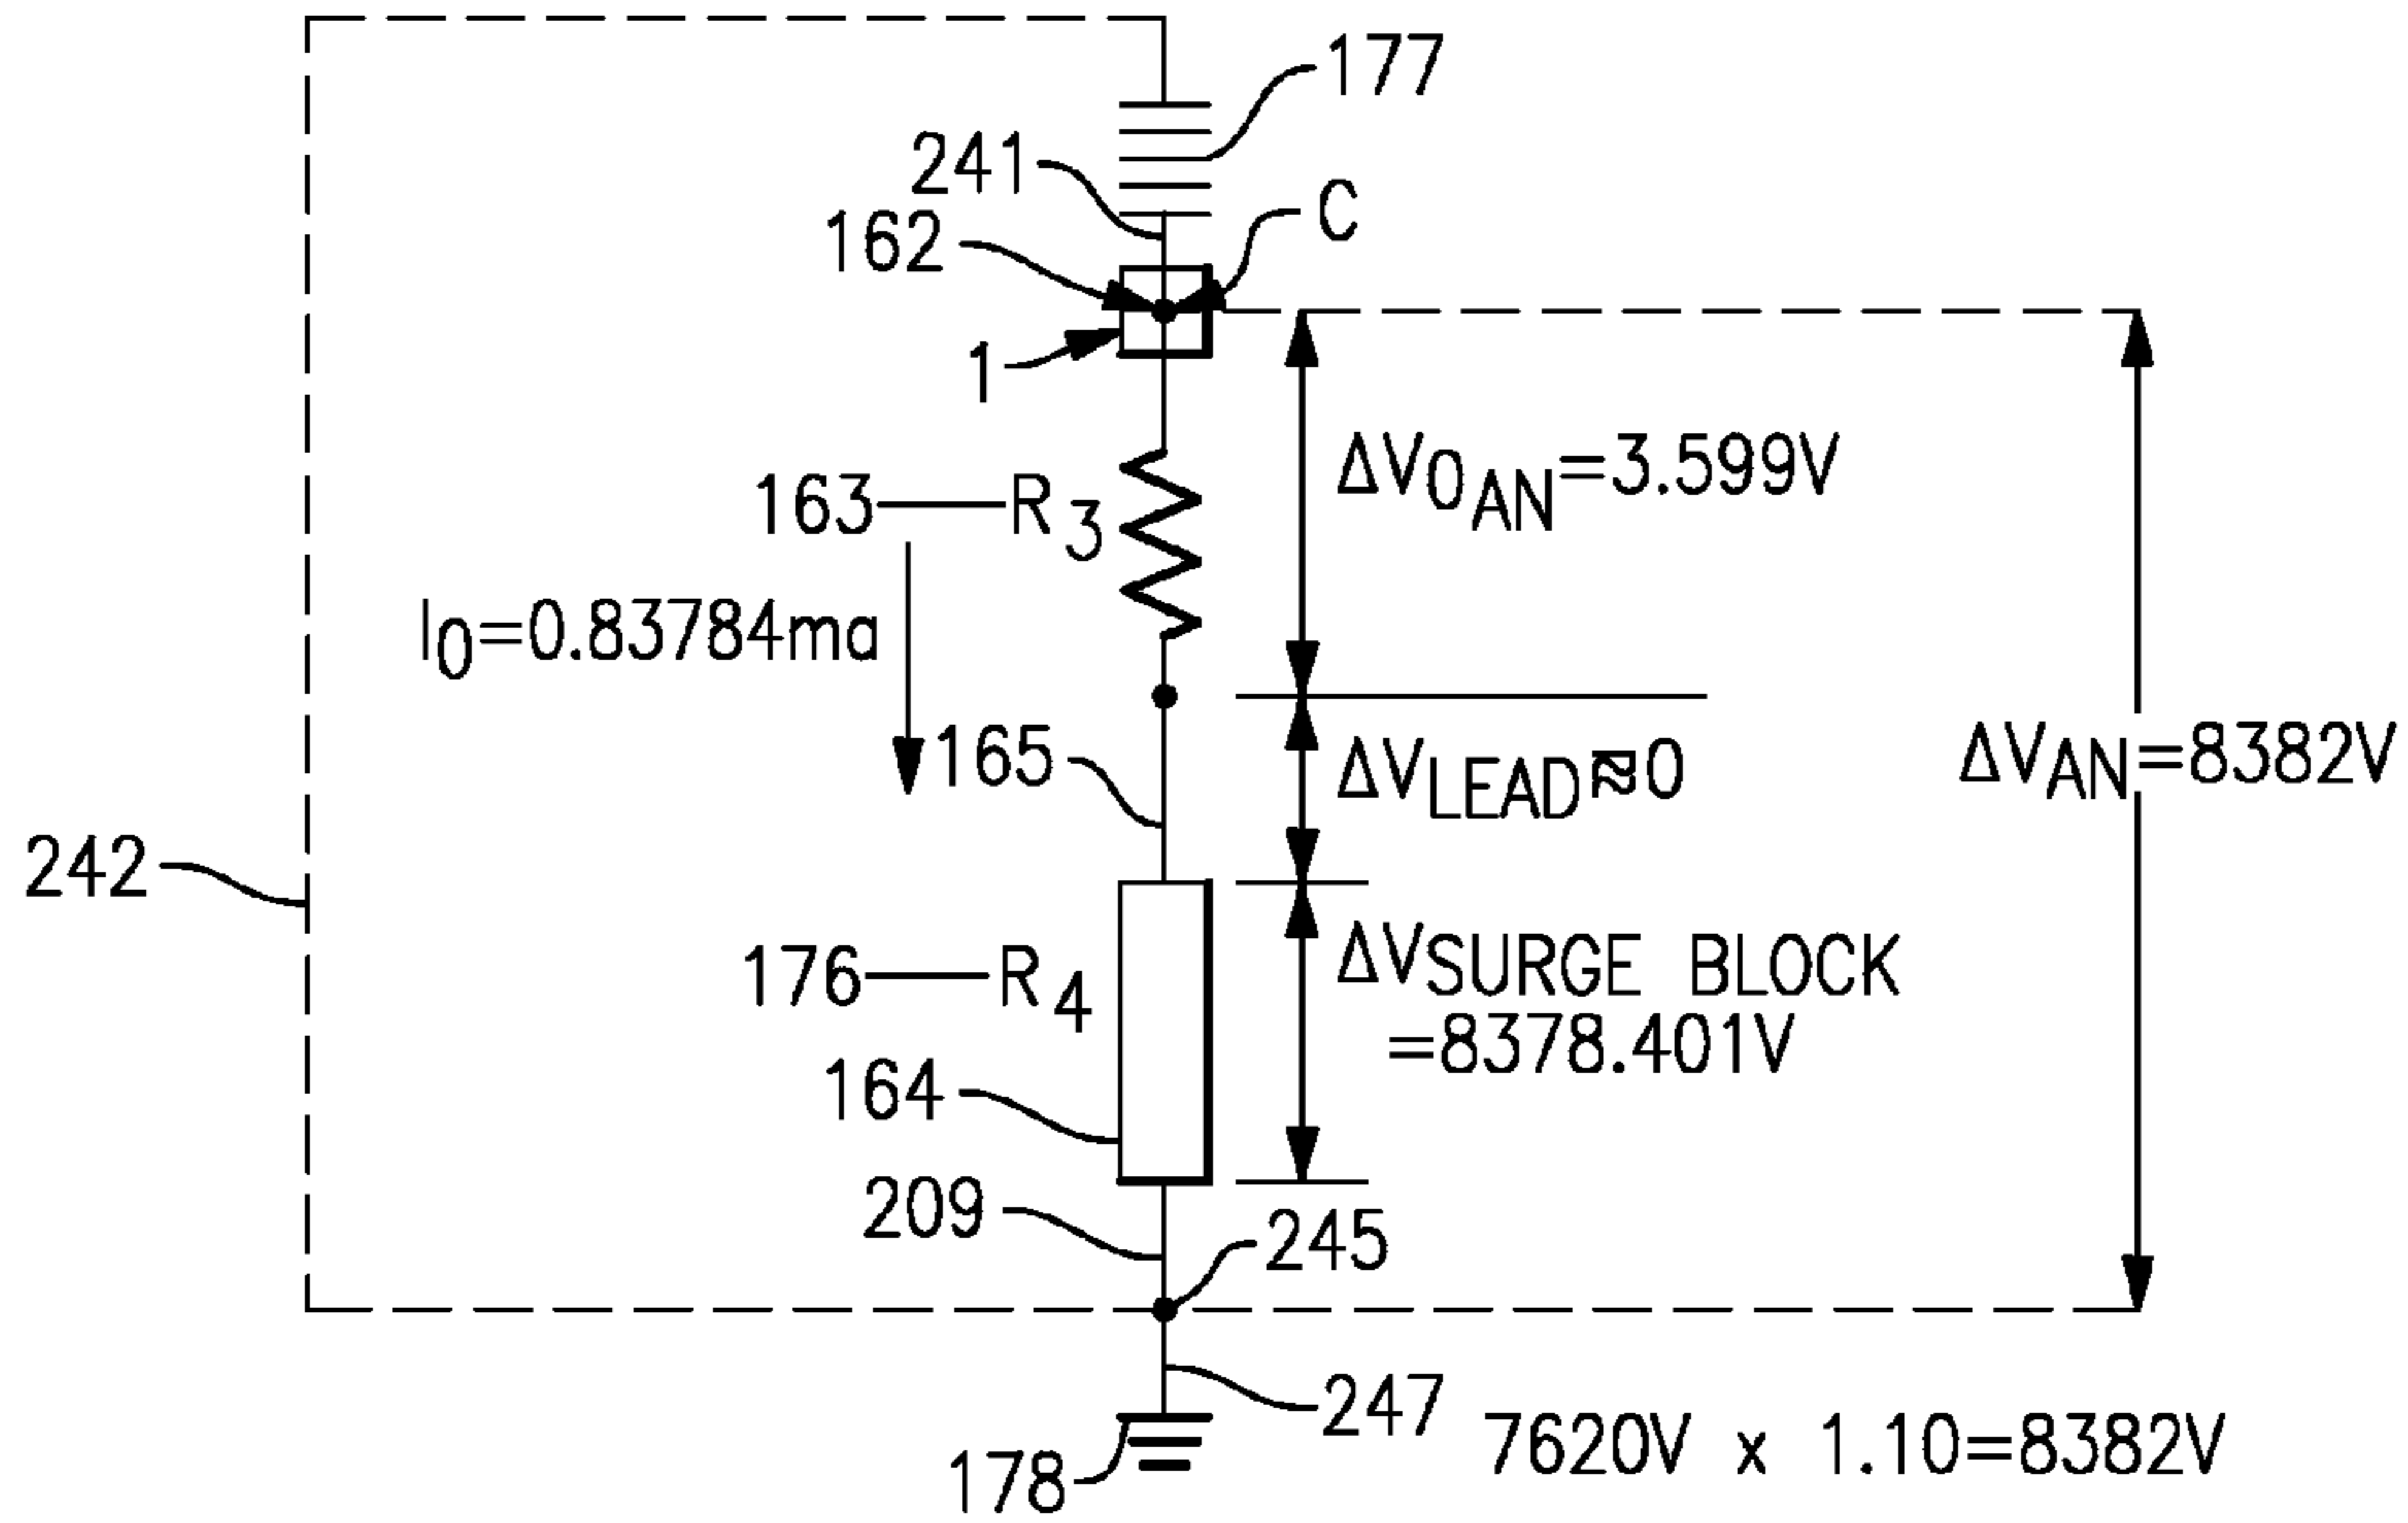 177
241
162
C
1
ΔVO_AN=3.599V
163
R3
I0=0.83784ma
165
ΔVLEAD≅0
ΔVAN=8382V
242
176
R4
ΔVSURGE BLOCK
=8378.401V
164
209
245
247
7620V x 1.10=8382V
178